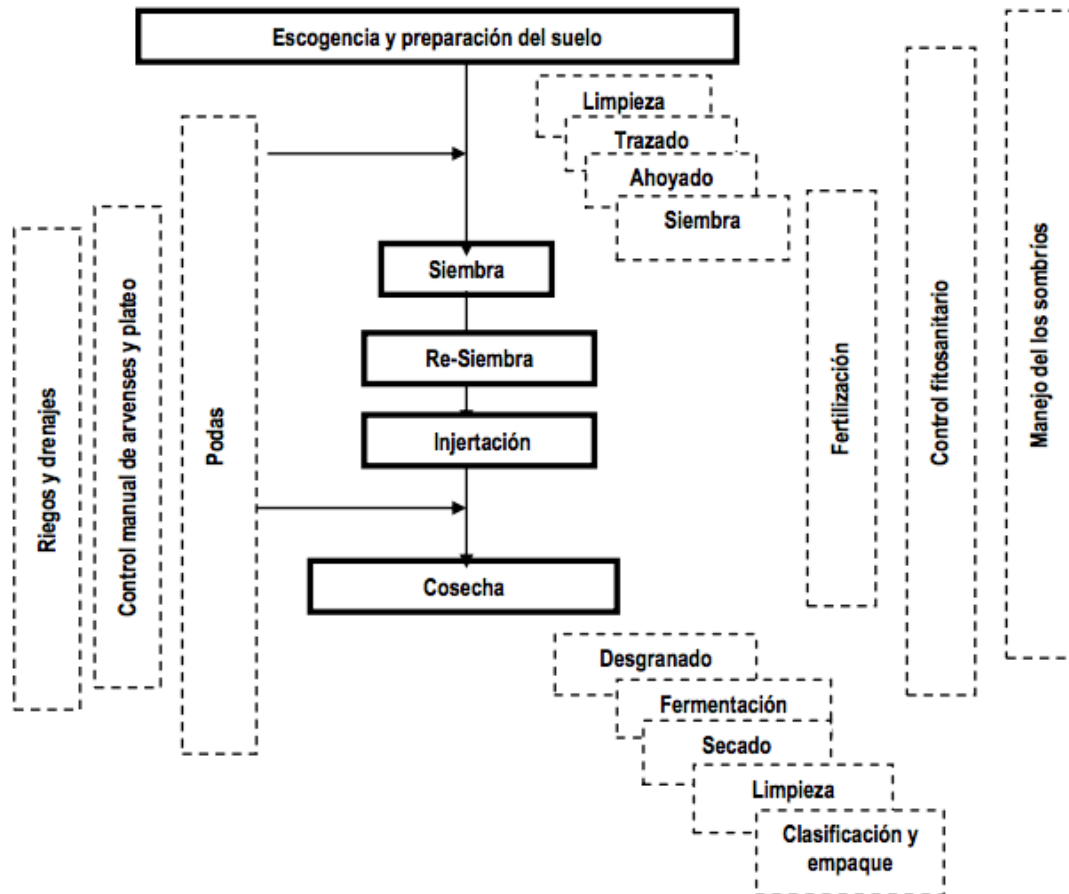 Escogencia y preparación del suelo
Limpieza
Trazado
Ahoyado
Siembra
Siembra
Re-Siembra
Injertación
Cosecha
Riegos y drenajes
Control manual de arvenses y plateo
Podas
Fertilización
Control fitosanitario
Manejo del los sombríos
Desgranado
Fermentación
Secado
Limpieza
Clasificación y
empaque